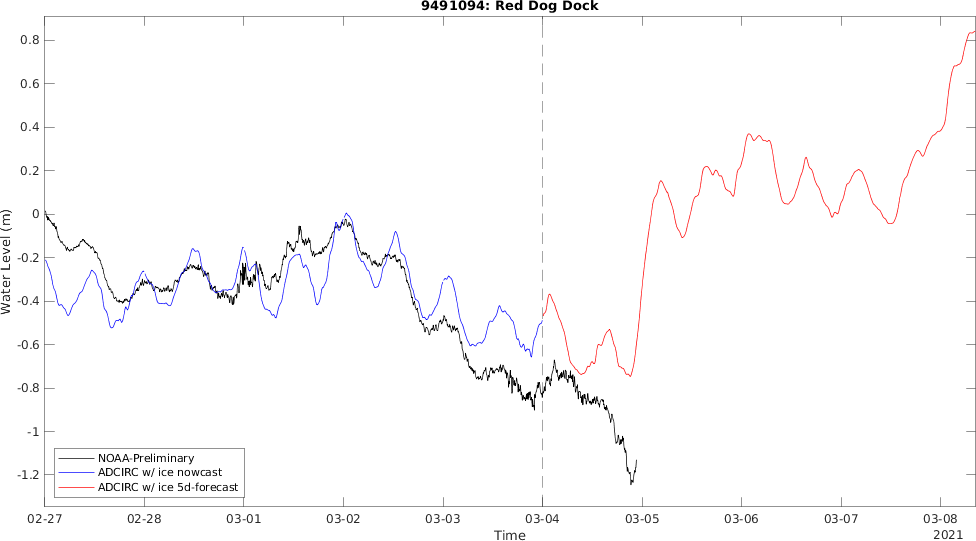 9491094: Red Dog Dock
0.8
0.6
0.4
0.2
0
-0.2
-0.4
-0.6
-0.8
-1
-1.2
Water Level (m)
NOAA-Preliminary
ADCIRC w/ ice nowcast
ADCIRC w/ ice 5d-forecast
02-27 02-28 03-01 03-02 03-03 03-04 03-05 03-06 03-07 03-08
Time 2021